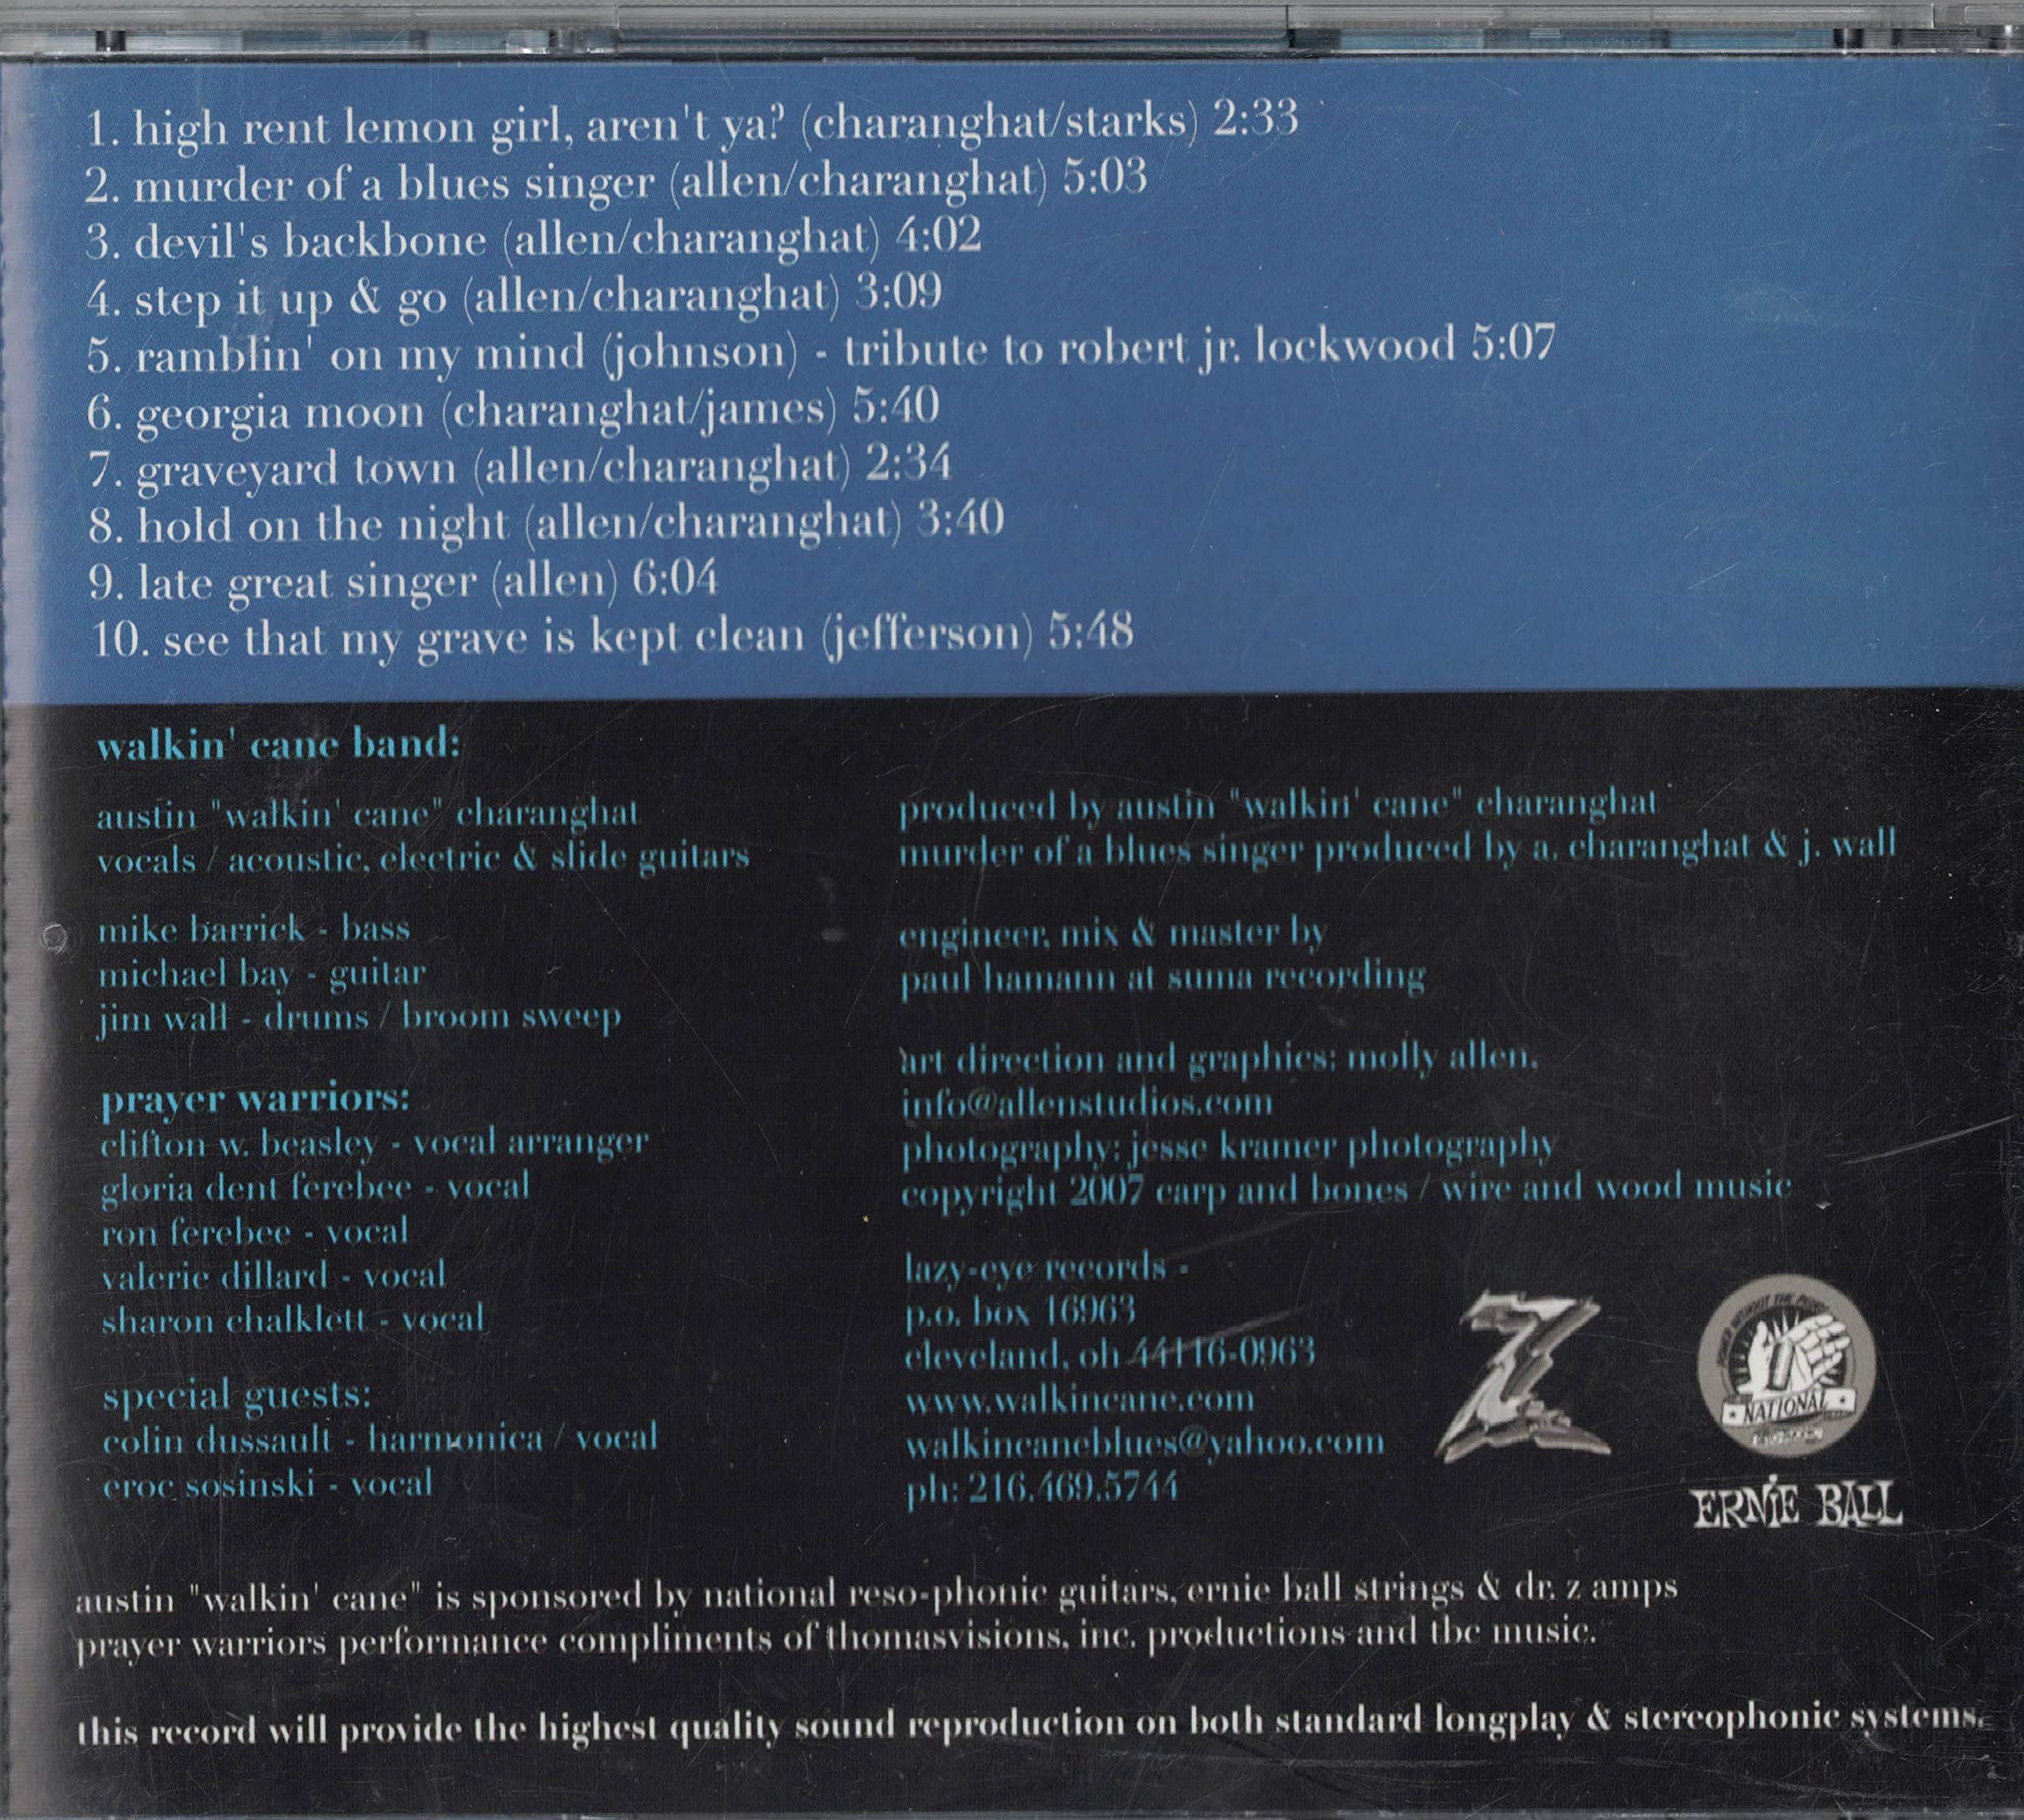 1. high rent lemon girl, aren't ya? (charanghat/starks) 2:33
2. murder of a blues singer (allen/charanghat) 5:03
3. devil's backbone (allen/charanghat) 4:02
4. step it up & go (allen/charanghat) 3:09
5. ramblin' on my mind (johnson) - tribute to robert jr. lockwood 5:07
6. georgia moon (charanghat/james) 5:40
7. graveyard town (allen/charanghat) 2:34
8. hold on the night (allen/charanghat) 3:40
9. late great singer (allen) 6:04
10. see that my grave is kept clean (jefferson) 5:48
walkin' cane band:
austin "walkin' cane" charanghat
vocals / acoustic, electric & slide guitars
mike barrick - bass
michael bay - guitar
jim wall - drums / broom sweep
prayer warriors:
clifton w. beasley - vocal arranger
gloria dent ferebee - vocal
ron ferebee - vocal
valerie dillard - vocal
sharon chalklett - vocal
special guests:
colin dussault - harmonica / vocal
croc sosinski - vocal
produced by austin "walkin' cane" charanghat
murder of a blues singer produced by a. charanghat & j. wall
engineer, mix & master by
paul hamann at suma recording
art direction and graphics: molly allen,
info@allenstudios.com
photography: jesse kramer photography
copyright 2007 carp and bones / wire and wood music
lazy-eye records -
p.o. box 16963
cleveland, oh 44116-0963
www.walkincane.com
walkincaneblues@yahoo.com
ph: 216.469.5744
Z
NATIONAL
ERNIE BALL
austin "walkin' cane" is sponsored by national reso-phonic guitars, ernie ball strings & dr. z amps
prayer warriors performance compliments of thomasvisions, inc. productions and tbc music.
this record will provide the highest quality sound reproduction on both standard longplay & stereophonic systems.